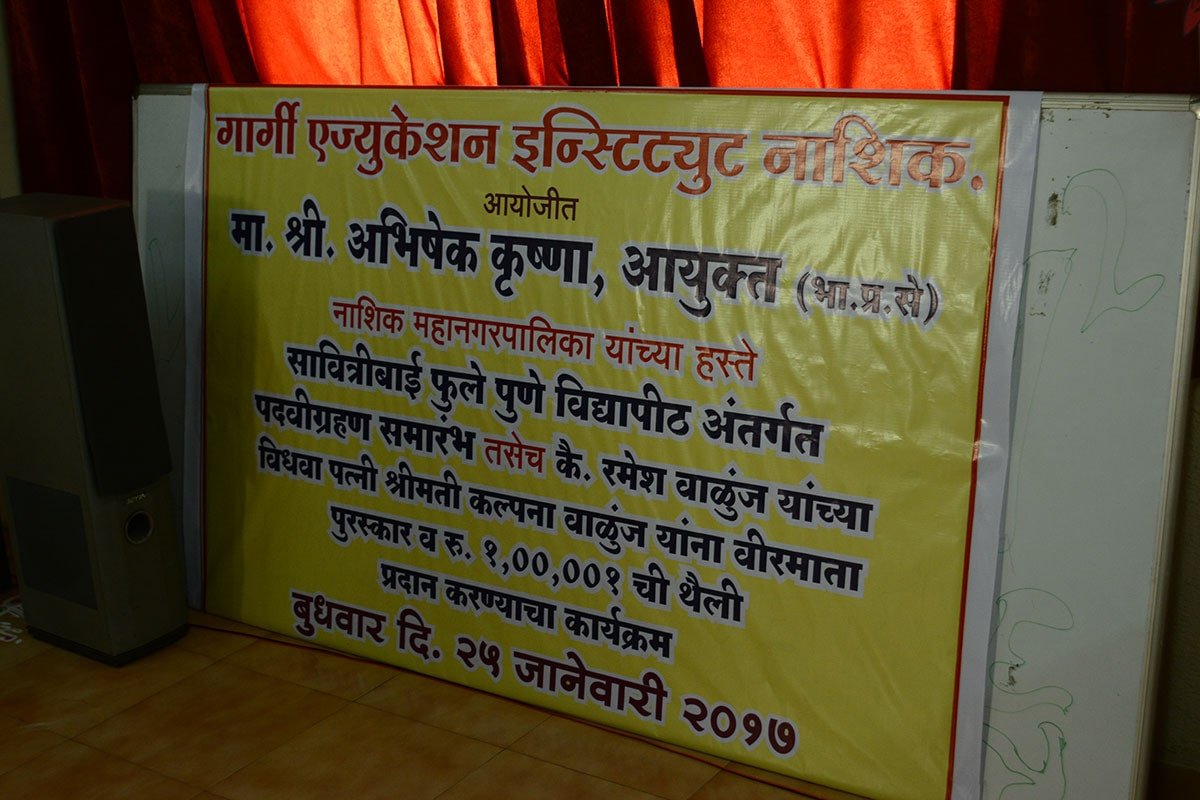 गार्गी एज्युकेशन इन्स्टिट्युट नाशिक.
आयोजीत
मा. श्री. अभिषेक कृष्णा, आयुक्त (भा.प्र.सै)
नाशिक महानगरपालिका यांच्या हस्ते
सावित्रीबाई फुले पुणे विद्यापीठ अंतर्गत
पदवीग्रहण समारंभ तसेच कै. रमेश वाळुंज यांच्या
विधवा पत्नी श्रीमती कल्पना वाळुंज यांना वीरमाता
पुरस्कार व रु. १,००,००१ ची थैली
प्रदान करण्याचा कार्यक्रम
बुधवार दि. २५ जानेवारी २०१७